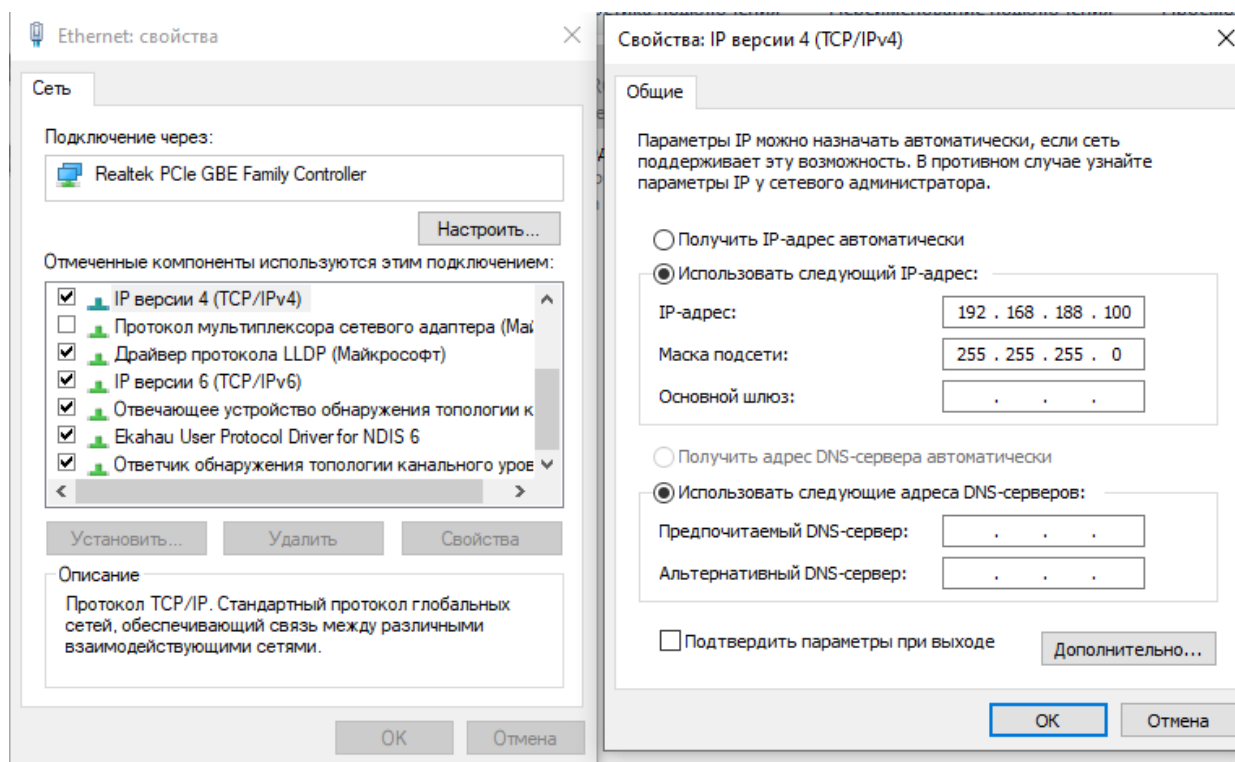 Ethernet: свойства
Сеть
Подключение через:
Realtek PCIe GBE Family Controller
Настроить...
Отмеченные компоненты используются этим подключением:
IP версии 4 (TCP/IPv4)
Протокол мультиплексора сетевого адаптера (Май
Драйвер протокола LLDP (Майкрософт)
IP версии 6 (TCP/IPv6)
Отвечающее устройство обнаружения топологии к
Ekahau User Protocol Driver for NDIS 6
Ответчик обнаружения топологии канального уров
Установить...
Удалить
Свойства
Описание
Протокол TCP/IP. Стандартный протокол глобальных
сетей, обеспечивающий связь между различными
взаимодействующими сетями.
OK
Отмена
Свойства: IP версии 4 (TCP/IPv4)
Общие
Параметры IP можно назначать автоматически, если сеть
поддерживает эту возможность. В противном случае узнайте
параметры IP у сетевого администратора.
Получить IP-адрес автоматически
Использовать следующий IP-адрес:
IP-адрес:
192 . 168 . 188 . 100
Маска подсети:
255 . 255 . 255 . 0
Основной шлюз:
. . .
Получить адрес DNS-сервера автоматически
Использовать следующие адреса DNS-серверов:
Предпочитаемый DNS-сервер:
. . .
Альтернативный DNS-сервер:
. . .
Подтвердить параметры при выходе
Дополнительно...
OK
Отмена